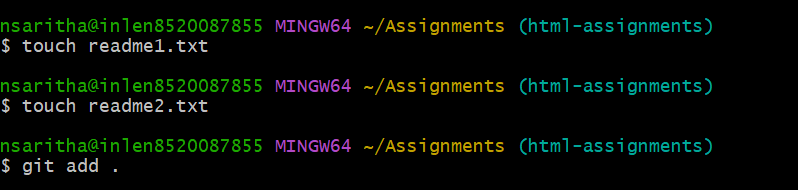 nsaritha@inlen8520087855 MINGW64 ~/Assignments (html-assignments)
$ touch readme1.txt
nsaritha@inlen8520087855 MINGW64 ~/Assignments (html-assignments)
$ touch readme2.txt
nsaritha@inlen8520087855 MINGW64 ~/Assignments (html-assignments)
$ git add .